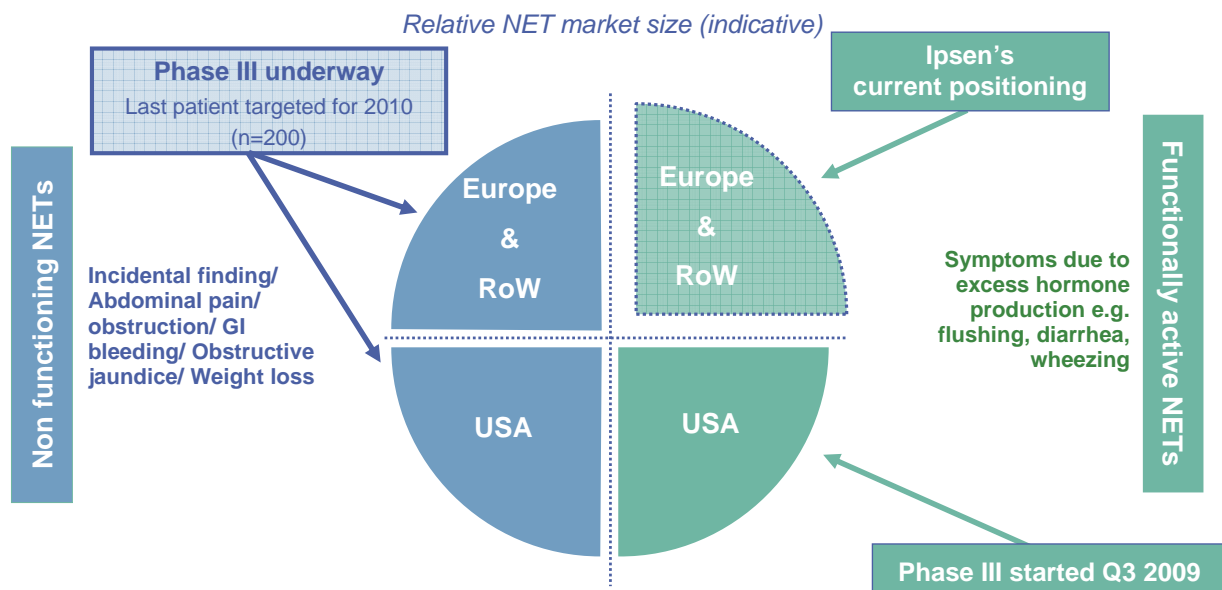 Relative NET market size (indicative)
Phase III underway
Last patient targeted for 2010
(n=200)
Ipsen’s
current positioning
Non functioning NETs
Incidental finding/
Abdominal pain/
obstruction/ GI
bleeding/ Obstructive
jaundice/ Weight loss
Europe
&
RoW
Europe
&
RoW
Symptoms due to
excess hormone
production e.g.
flushing, diarrhea,
wheezing
Functionally active NETs
USA
USA
Phase III started Q3 2009